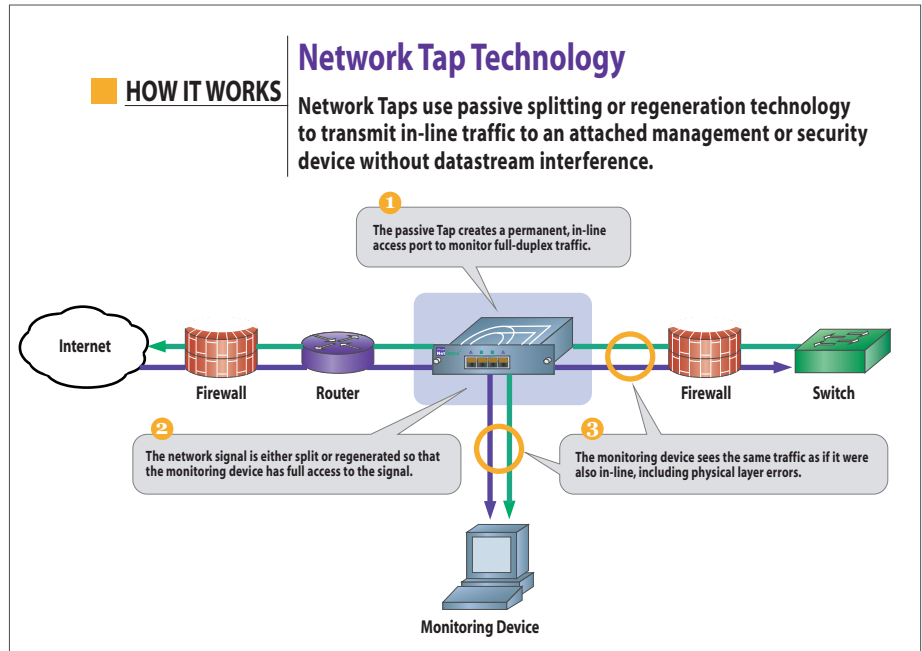 HOW IT WORKS
Network Tap Technology
Network Taps use passive splitting or regeneration technology
to transmit in-line traffic to an attached management or security
device without datastream interference.
1
The passive Tap creates a permanent, in-line
access port to monitor full-duplex traffic.
Internet
Firewall
Router
Net
A B B A
Firewall
Switch
2
The network signal is either split or regenerated so that
the monitoring device has full access to the signal.
3
The monitoring device sees the same traffic as if it were
also in-line, including physical layer errors.
Monitoring Device